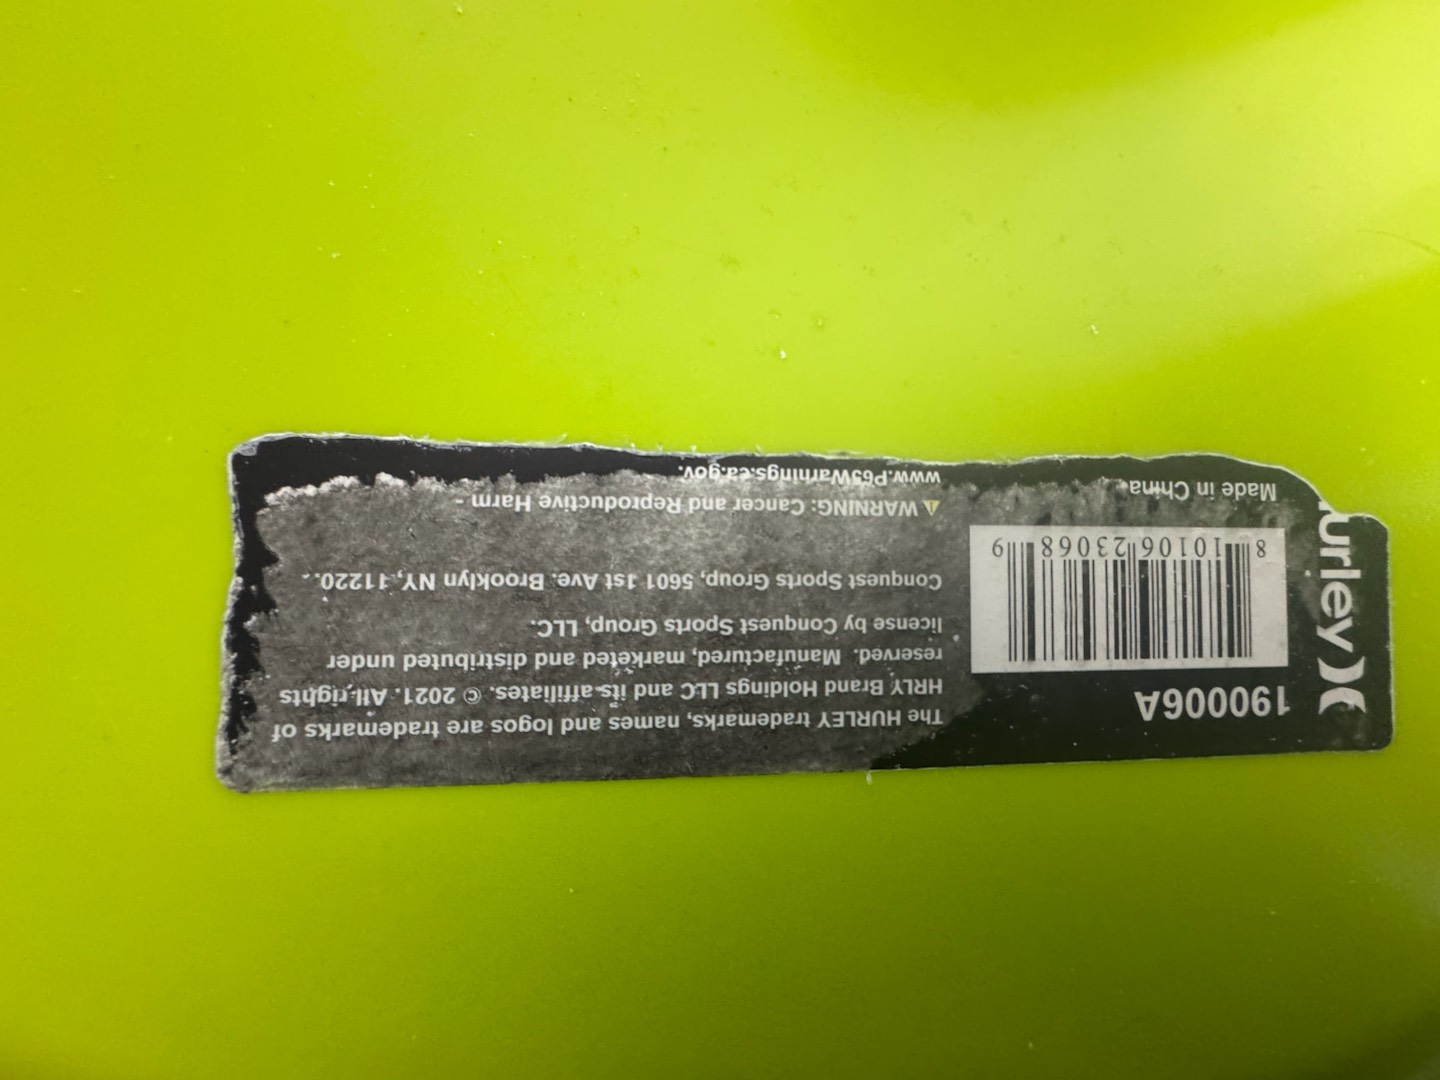 urley
190006A
8 10106 23068 9
Made in China
The HURLEY trademarks, names and logos are trademarks of
HRLY Brand Holdings LLC and its affiliates. © 2021. All rights
reserved. Manufactured, marketed and distributed under
license by Conquest Sports Group, LLC.
Conquest Sports Group, 5601 1st Ave. Brooklyn NY, 11220.
⚠ WARNING: Cancer and Reproductive Harm -
www.P65Warnings.ca.gov.